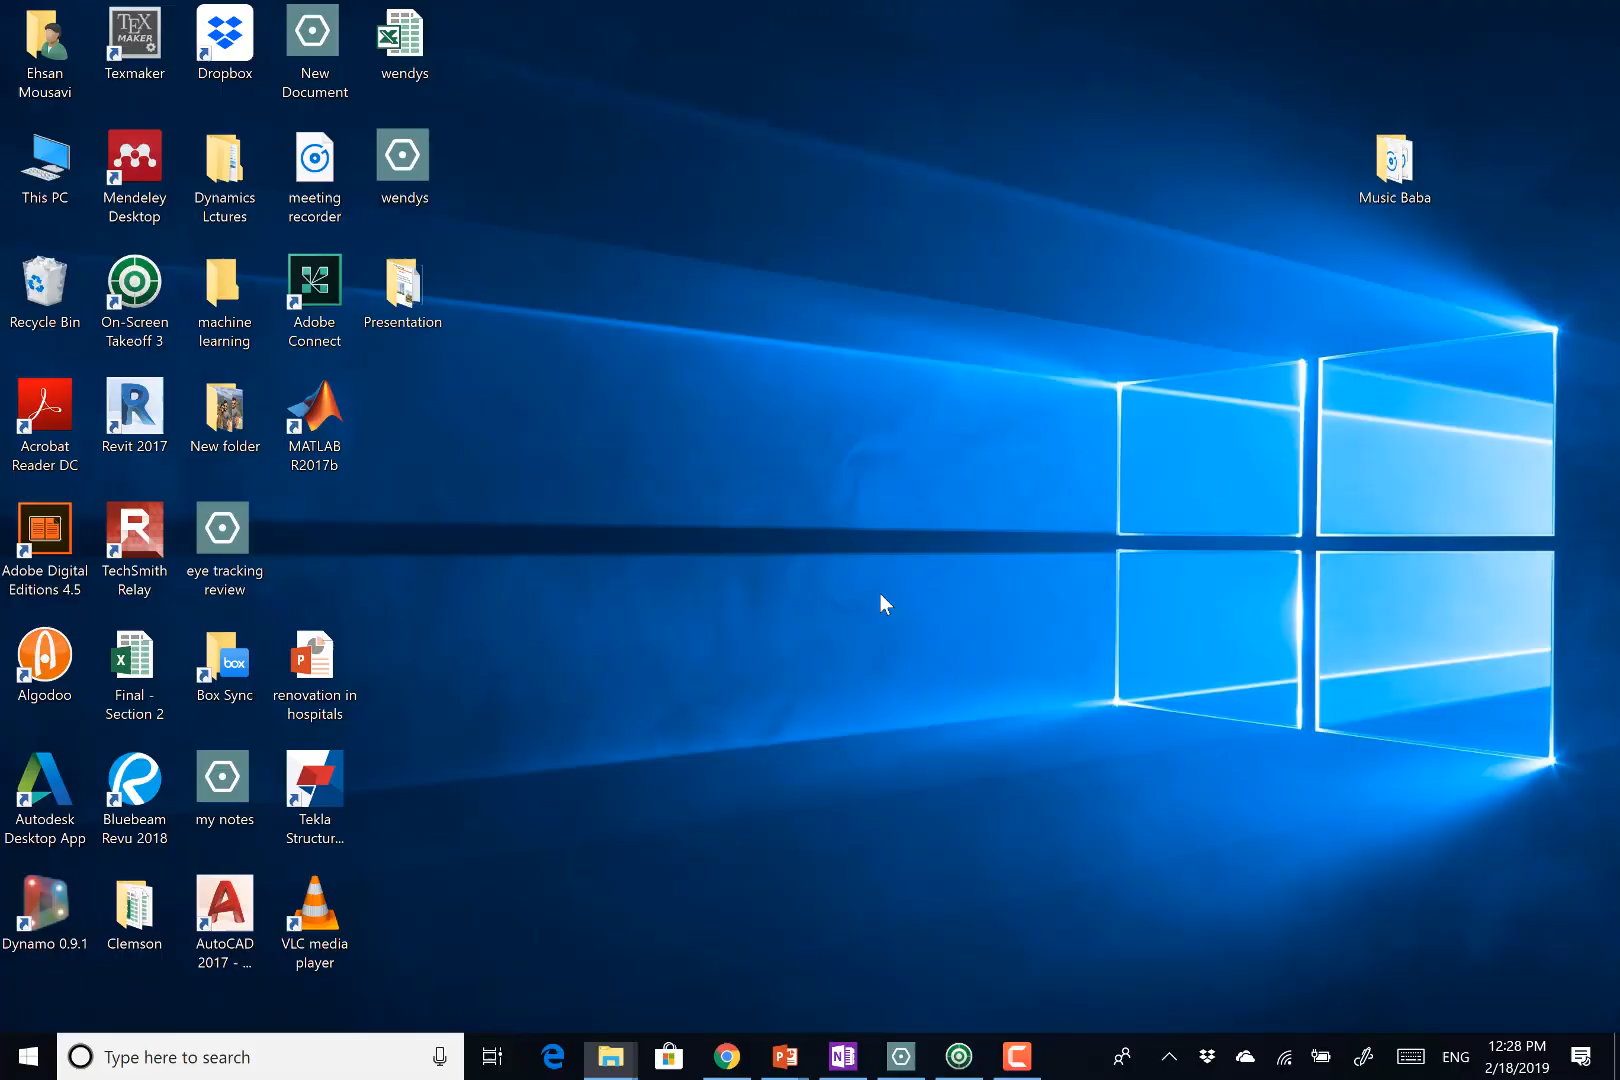 Ehsan
Mousavi
TEX
MAKER
Texmaker
Dropbox
New
Document
wendys
This PC
Mendeley
Desktop
Dynamics
Lctures
meeting
recorder
wendys
Music Baba
Recycle Bin
On-Screen
Takeoff 3
machine
learning
Adobe
Connect
Presentation
Acrobat
Reader DC
Revit 2017
New folder
MATLAB
R2017b
Adobe Digital
Editions 4.5
TechSmith
Relay
eye tracking
review
Algodoo
Final -
Section 2
box
Box Sync
renovation in
hospitals
Autodesk
Desktop App
Bluebeam
Revu 2018
my notes
Tekla
Structur...
Dynamo 0.9.1
Clemson
AutoCAD
2017 - ...
VLC media
player
Type here to search
ENG
12:28 PM
2/18/2019